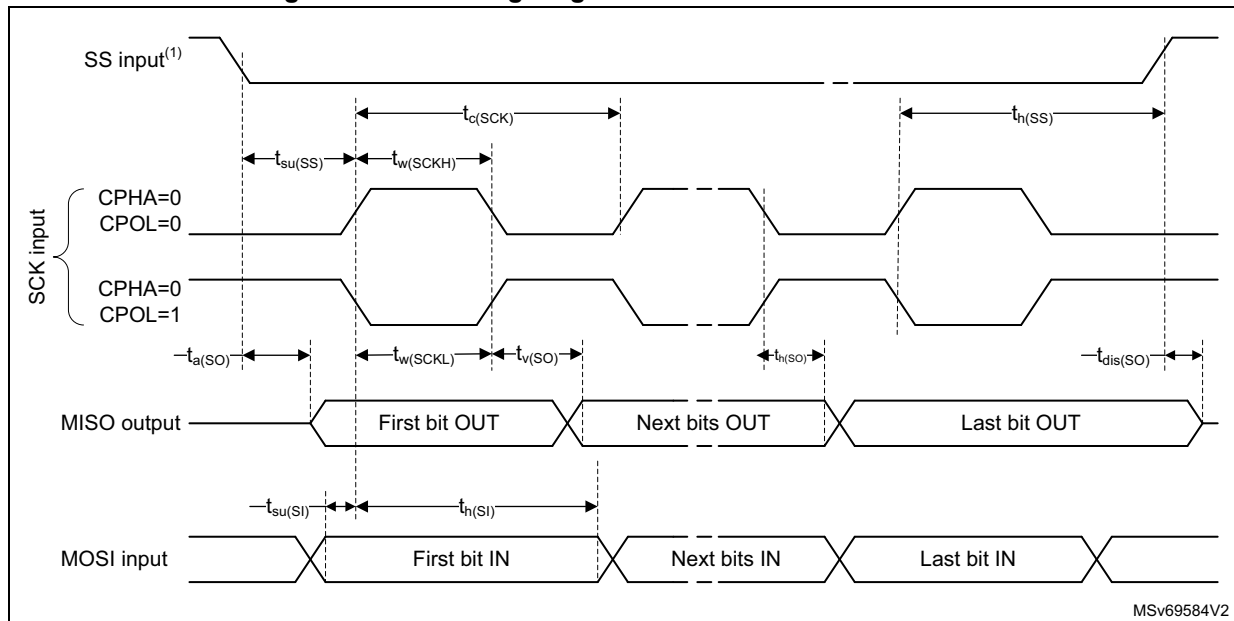 SS input(1)
tc(SCK)
th(SS)
tsu(SS)
tw(SCKH)
SCK input
CPHA=0
CPOL=0
CPHA=0
CPOL=1
ta(SO)
tw(SCKL)
tv(SO)
th(SO)
tdis(SO)
MISO output
First bit OUT
Next bits OUT
Last bit OUT
tsu(SI)
th(SI)
MOSI input
First bit IN
Next bits IN
Last bit IN
MSv69584V2